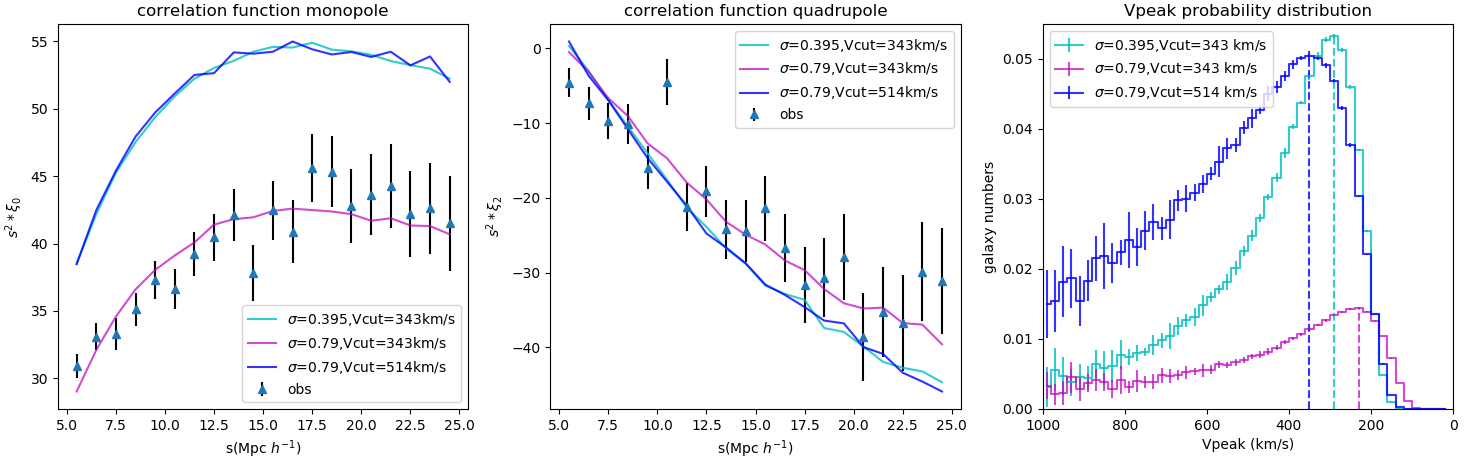 correlation function monopole
55
50
45
40
35
30
s² * ξ₀
5.0 7.5 10.0 12.5 15.0 17.5 20.0 22.5 25.0
s(Mpc h⁻¹)
σ=0.395,Vcut=343km/s
σ=0.79,Vcut=343km/s
σ=0.79,Vcut=514km/s
obs
correlation function quadrupole
0
−10
−20
−30
−40
s² * ξ₂
5.0 7.5 10.0 12.5 15.0 17.5 20.0 22.5 25.0
s(Mpc h⁻¹)
σ=0.395,Vcut=343km/s
σ=0.79,Vcut=343km/s
σ=0.79,Vcut=514km/s
obs
Vpeak probability distribution
0.05
0.04
0.03
0.02
0.01
0.00
galaxy numbers
1000 800 600 400 200 0
Vpeak (km/s)
σ=0.395,Vcut=343 km/s
σ=0.79,Vcut=343 km/s
σ=0.79,Vcut=514 km/s